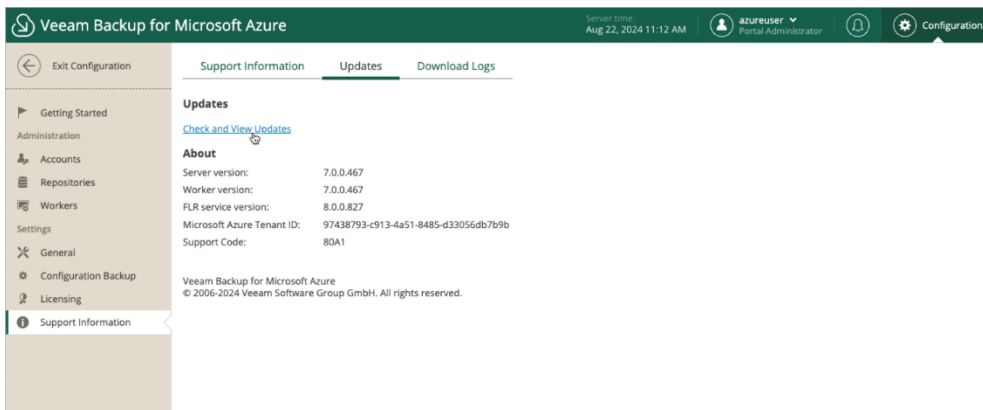 Veeam Backup for Microsoft Azure
Server time:
Aug 22, 2024 11:12 AM
azureuser
Portal Administrator
Configuration
Exit Configuration
Getting Started
Administration
Accounts
Repositories
Workers
Settings
General
Configuration Backup
Licensing
Support Information
Support Information Updates Download Logs
Updates
Check and View Updates
About
Server version: 7.0.0.467
Worker version: 7.0.0.467
FLR service version: 8.0.0.827
Microsoft Azure Tenant ID: 97438793-c913-4a51-8485-d33056db7b9b
Support Code: 80A1
Veeam Backup for Microsoft Azure
© 2006-2024 Veeam Software Group GmbH. All rights reserved.